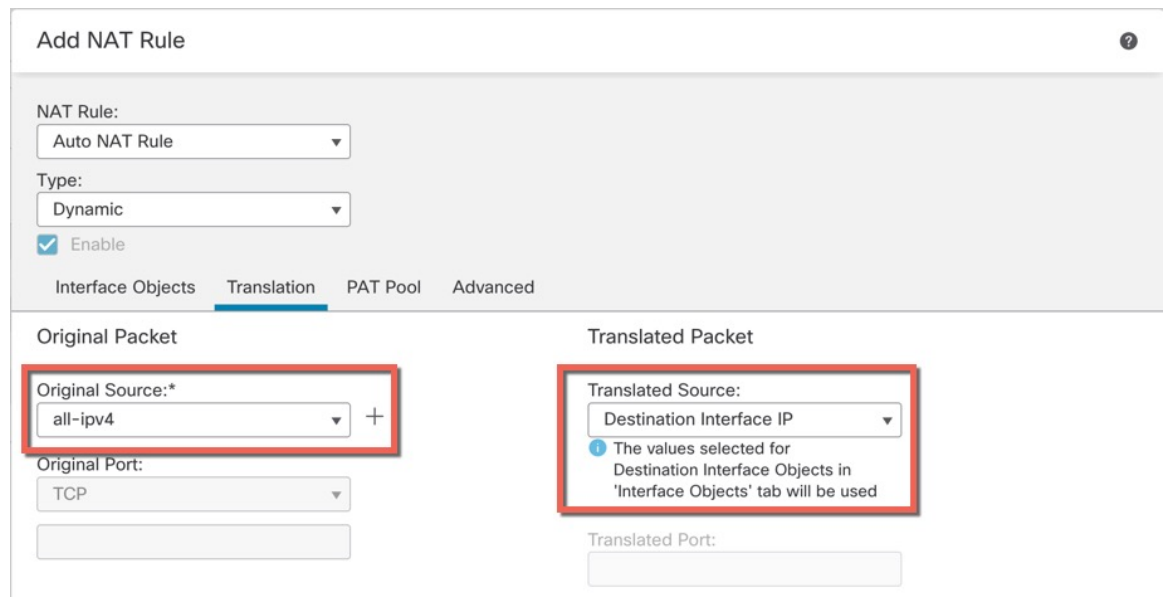 Add NAT Rule
NAT Rule:
Auto NAT Rule
Type:
Dynamic
Enable
Interface Objects Translation PAT Pool Advanced
Original Packet
Original Source:*
all-ipv4
Original Port:
TCP
Translated Packet
Translated Source:
Destination Interface IP
The values selected for
Destination Interface Objects in
'Interface Objects' tab will be used
Translated Port: